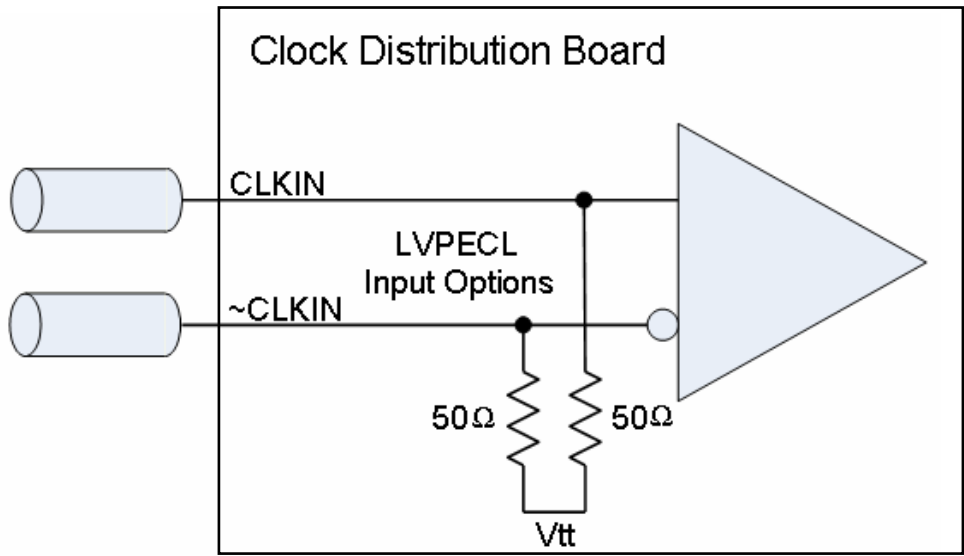 Clock Distribution Board
CLKIN
LVPECL
Input Options
~CLKIN
50Ω
50Ω
Vtt